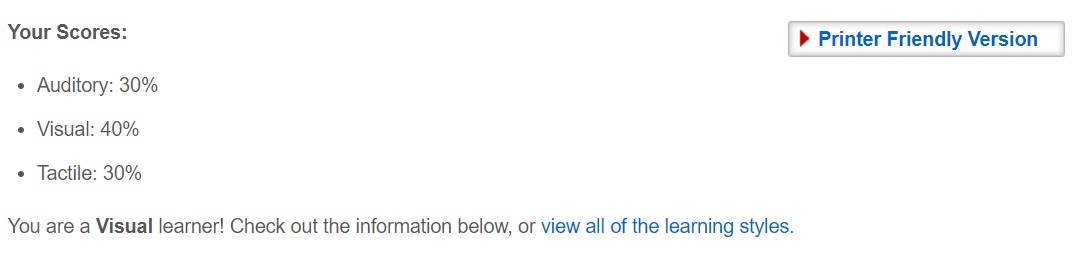 Your Scores:
Printer Friendly Version
Auditory: 30%
Visual: 40%
Tactile: 30%
You are a Visual learner! Check out the information below, or view all of the learning styles.